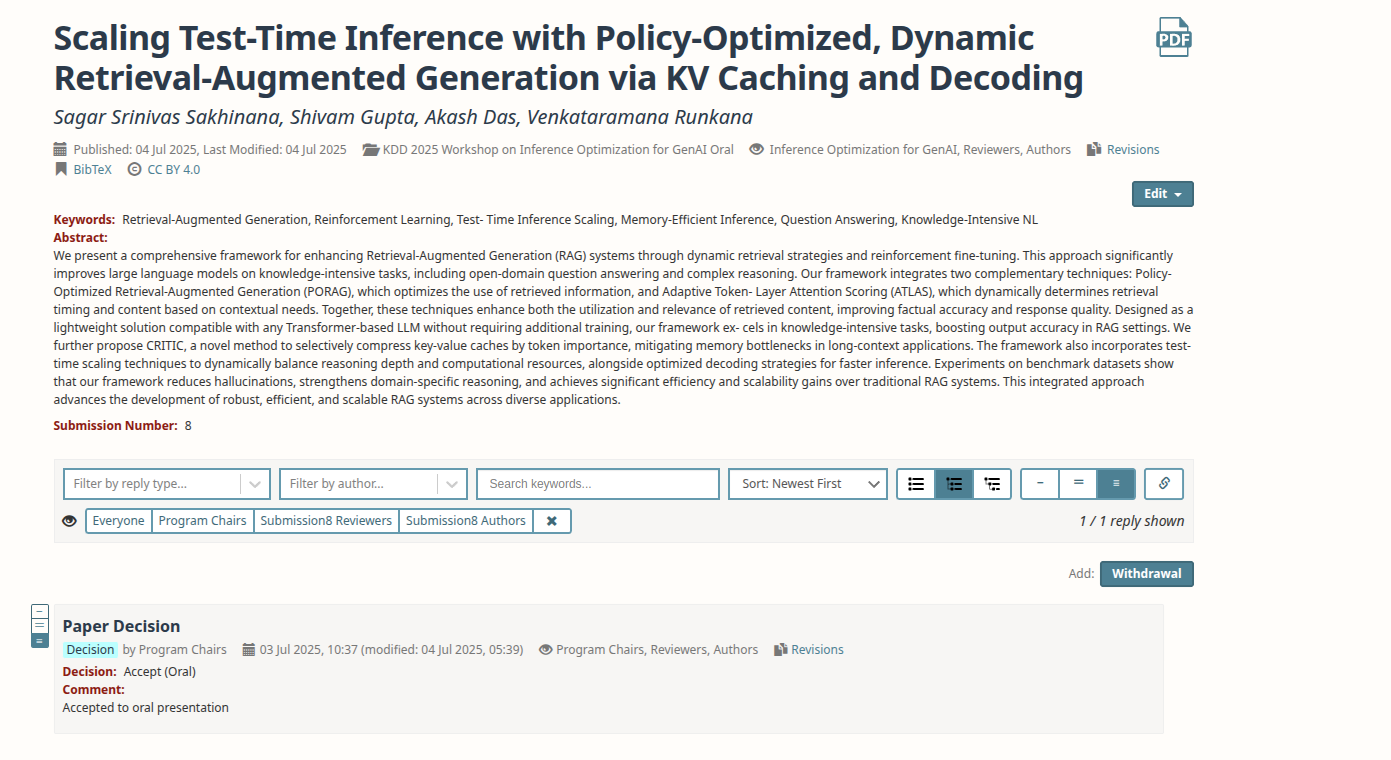 Scaling Test-Time Inference with Policy-Optimized, Dynamic
Retrieval-Augmented Generation via KV Caching and Decoding
PDF
Sagar Srinivas Sakhinana, Shivam Gupta, Akash Das, Venkataramana Runkana
Published: 04 Jul 2025, Last Modified: 04 Jul 2025 KDD 2025 Workshop on Inference Optimization for GenAI Oral Inference Optimization for GenAI, Reviewers, Authors Revisions
BibTeX CC BY 4.0
Edit
Keywords: Retrieval-Augmented Generation, Reinforcement Learning, Test- Time Inference Scaling, Memory-Efficient Inference, Question Answering, Knowledge-Intensive NL
Abstract:
We present a comprehensive framework for enhancing Retrieval-Augmented Generation (RAG) systems through dynamic retrieval strategies and reinforcement fine-tuning. This approach significantly
improves large language models on knowledge-intensive tasks, including open-domain question answering and complex reasoning. Our framework integrates two complementary techniques: Policy-
Optimized Retrieval-Augmented Generation (PORAG), which optimizes the use of retrieved information, and Adaptive Token- Layer Attention Scoring (ATLAS), which dynamically determines retrieval
timing and content based on contextual needs. Together, these techniques enhance both the utilization and relevance of retrieved content, improving factual accuracy and response quality. Designed as a
lightweight solution compatible with any Transformer-based LLM without requiring additional training, our framework ex- cels in knowledge-intensive tasks, boosting output accuracy in RAG settings. We
further propose CRITIC, a novel method to selectively compress key-value caches by token importance, mitigating memory bottlenecks in long-context applications. The framework also incorporates test-
time scaling techniques to dynamically balance reasoning depth and computational resources, alongside optimized decoding strategies for faster inference. Experiments on benchmark datasets show
that our framework reduces hallucinations, strengthens domain-specific reasoning, and achieves significant efficiency and scalability gains over traditional RAG systems. This integrated approach
advances the development of robust, efficient, and scalable RAG systems across diverse applications.
Submission Number: 8
Filter by reply type... Filter by author... Search keywords... Sort: Newest First
Everyone Program Chairs Submission8 Reviewers Submission8 Authors
1 / 1 reply shown
Add: Withdrawal
Paper Decision
Decision by Program Chairs 03 Jul 2025, 10:37 (modified: 04 Jul 2025, 05:39) Program Chairs, Reviewers, Authors Revisions
Decision: Accept (Oral)
Comment:
Accepted to oral presentation